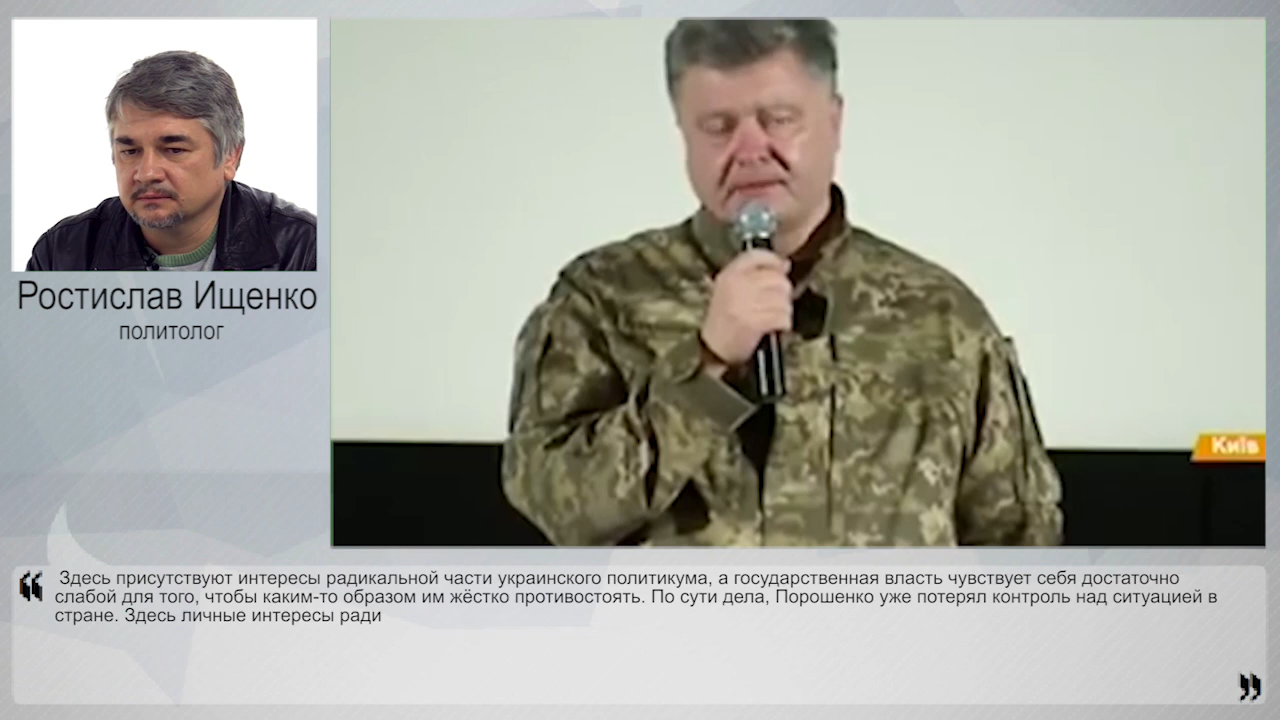 Ростислав Ищенко
политолог
Київ
“ Здесь присутствуют интересы радикальной части украинского политикума, а государственная власть чувствует себя достаточно
слабой для того, чтобы каким-то образом им жёстко противостоять. По сути дела, Порошенко уже потерял контроль над ситуацией в
стране. Здесь личные интересы ради
”